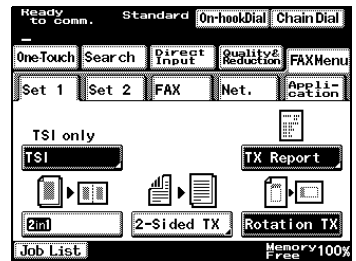 Ready to comm. Standard On-hookDial Chain Dial
One-Touch Search Direct Input Quality& Reduction FAXMenu
Set 1 Set 2 FAX Net. Appli-cation
TSI only
TSI TX Report
2in1 2-Sided TX Rotation TX
Job List Memory Free 100%